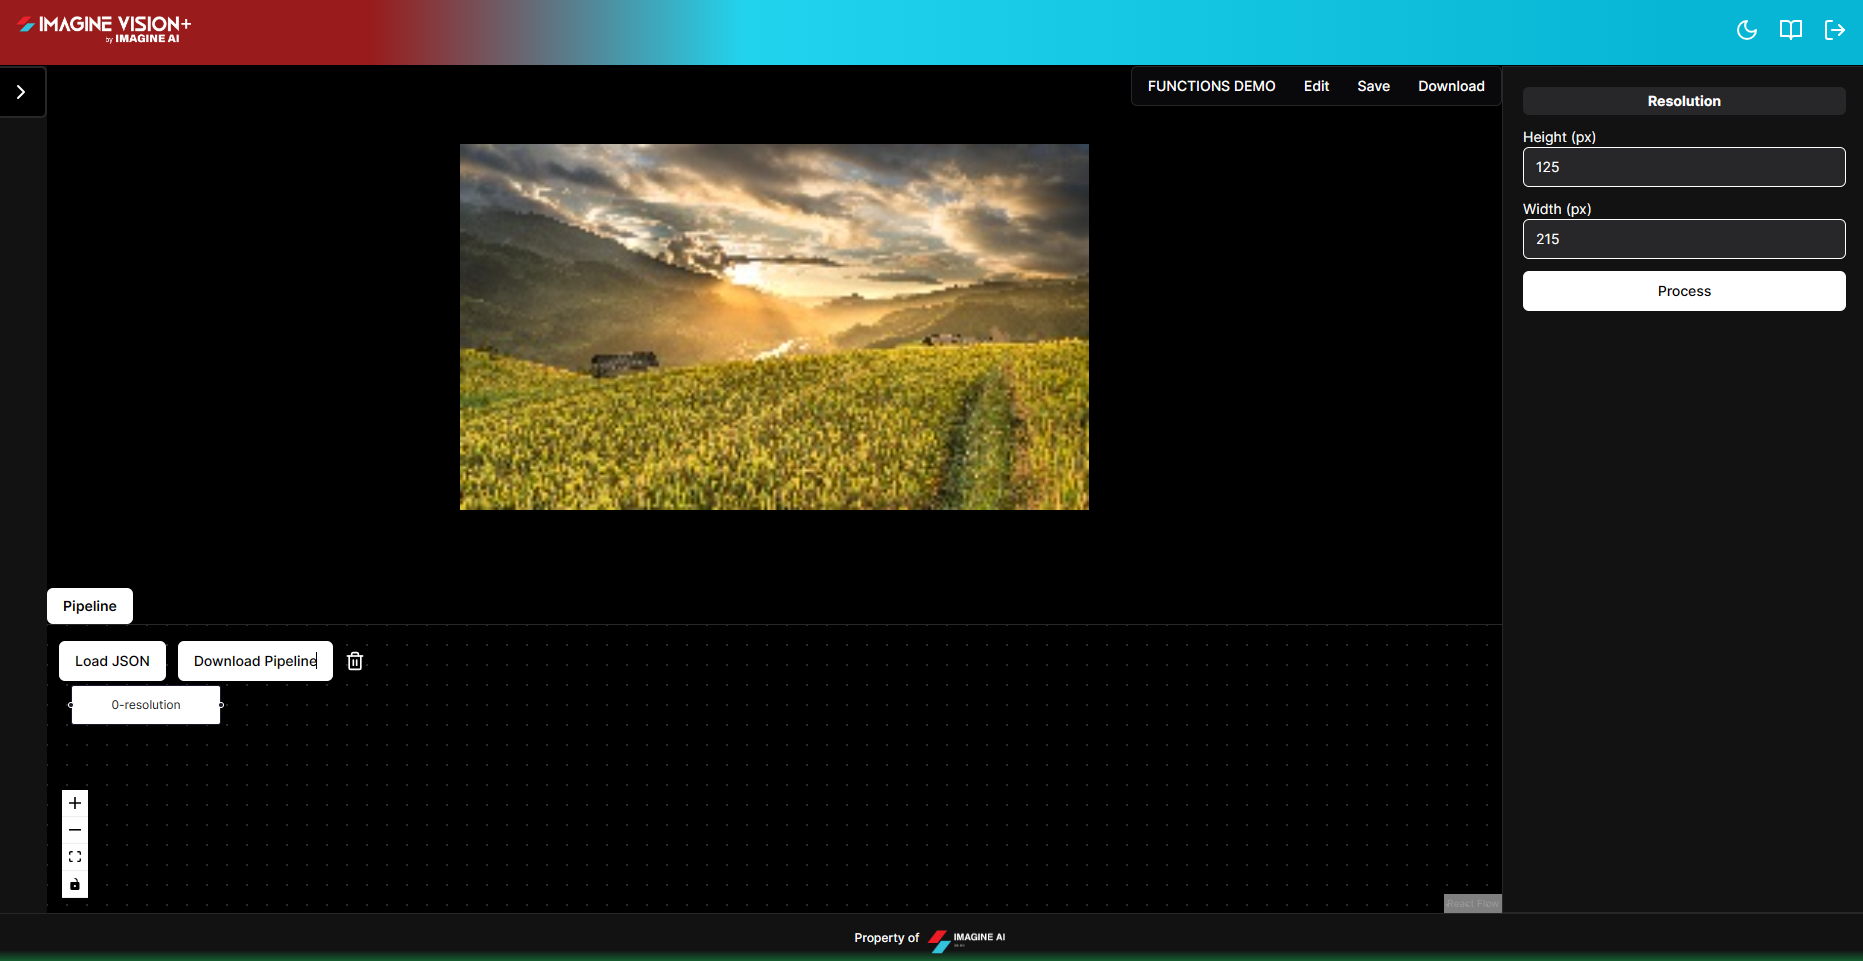 IMAGINE VISION+
by IMAGINE AI
FUNCTIONS DEMO Edit Save Download
Resolution
Height (px)
125
Width (px)
215
Process
Pipeline
Load JSON Download Pipeline
0-resolution
React Flow
Property of IMAGINE AI